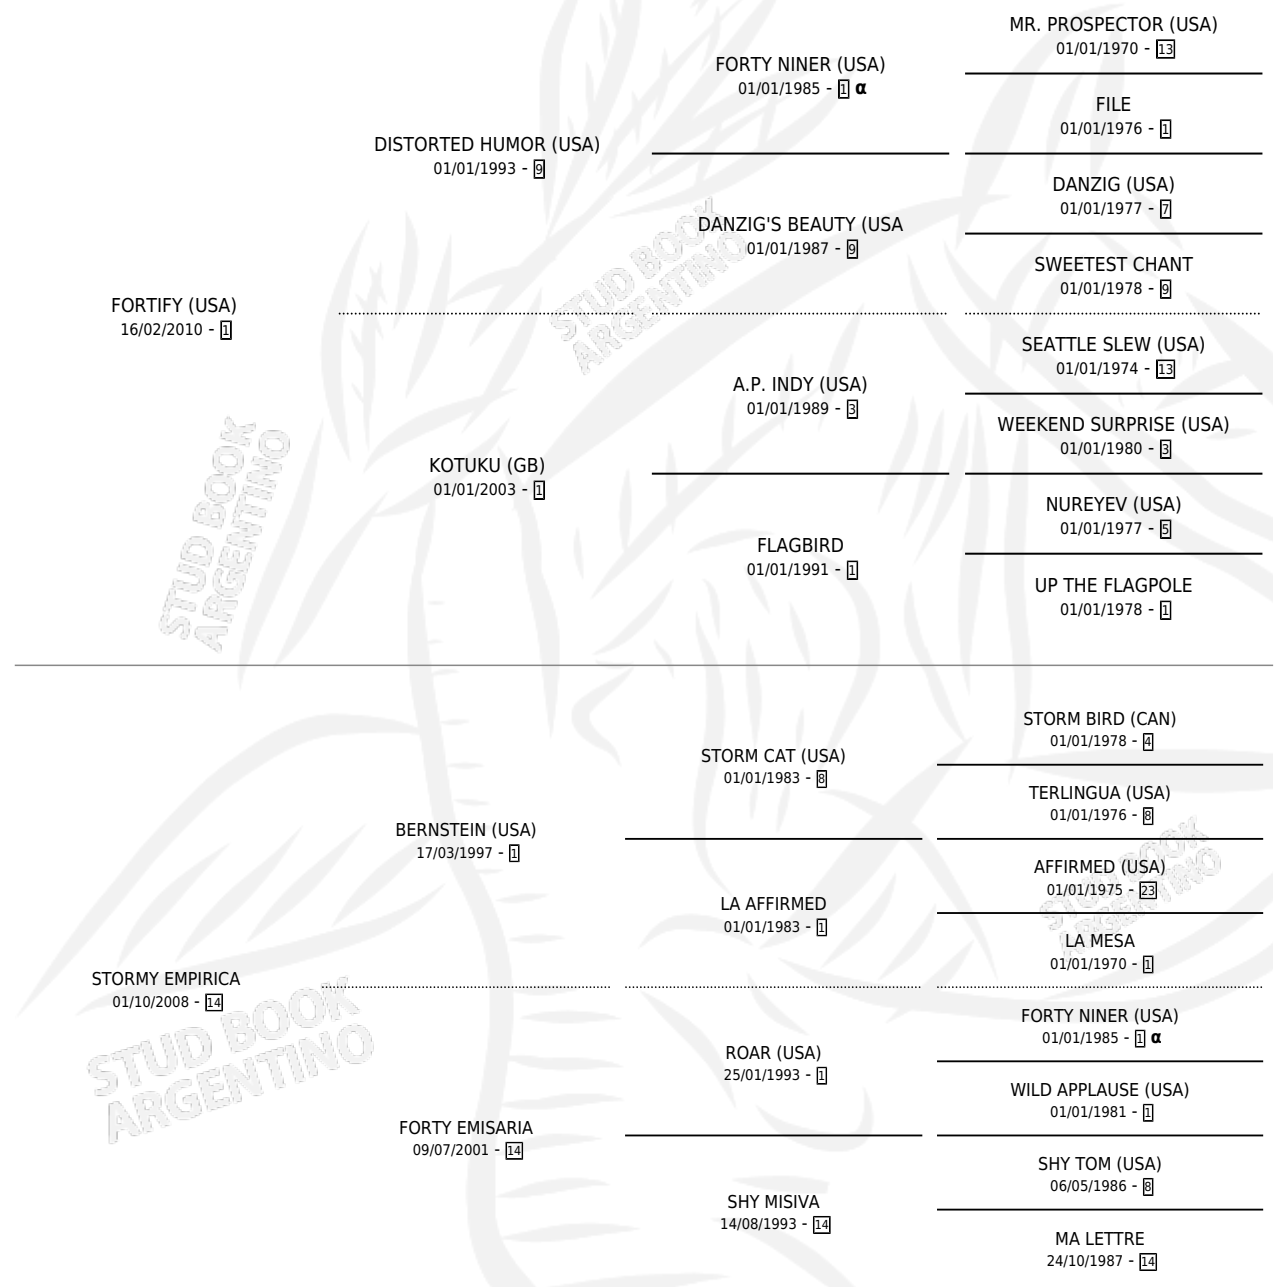 MR. PROSPECTOR (USA)
01/01/1970 - 13
FORTY NINER (USA)
01/01/1985 - 1 α
FILE
01/01/1976 - 1
DISTORTED HUMOR (USA)
01/01/1993 - 9
DANZIG (USA)
01/01/1977 - 7
DANZIG'S BEAUTY (USA
01/01/1987 - 9
SWEETEST CHANT
01/01/1978 - 9
FORTIFY (USA)
16/02/2010 - 1
SEATTLE SLEW (USA)
01/01/1974 - 13
A.P. INDY (USA)
01/01/1989 - 3
WEEKEND SURPRISE (USA)
01/01/1980 - 3
KOTUKU (GB)
01/01/2003 - 1
NUREYEV (USA)
01/01/1977 - 5
FLAGBIRD
01/01/1991 - 1
UP THE FLAGPOLE
01/01/1978 - 1
STORM BIRD (CAN)
01/01/1978 - 4
STORM CAT (USA)
01/01/1983 - 8
TERLINGUA (USA)
01/01/1976 - 8
BERNSTEIN (USA)
17/03/1997 - 1
AFFIRMED (USA)
01/01/1975 - 23
LA AFFIRMED
01/01/1983 - 1
LA MESA
01/01/1970 - 1
STORMY EMPIRICA
01/10/2008 - 14
FORTY NINER (USA)
01/01/1985 - 1 α
ROAR (USA)
25/01/1993 - 1
WILD APPLAUSE (USA)
01/01/1981 - 1
FORTY EMISARIA
09/07/2001 - 14
SHY TOM (USA)
06/05/1986 - 8
SHY MISIVA
14/08/1993 - 14
MA LETTRE
24/10/1987 - 14
STUD BOOK
ARGENTINO
STUD BOOK
ARGENTINO
STUD BOOK
ARGENTINO
STUD BOOK
ARGENTINO